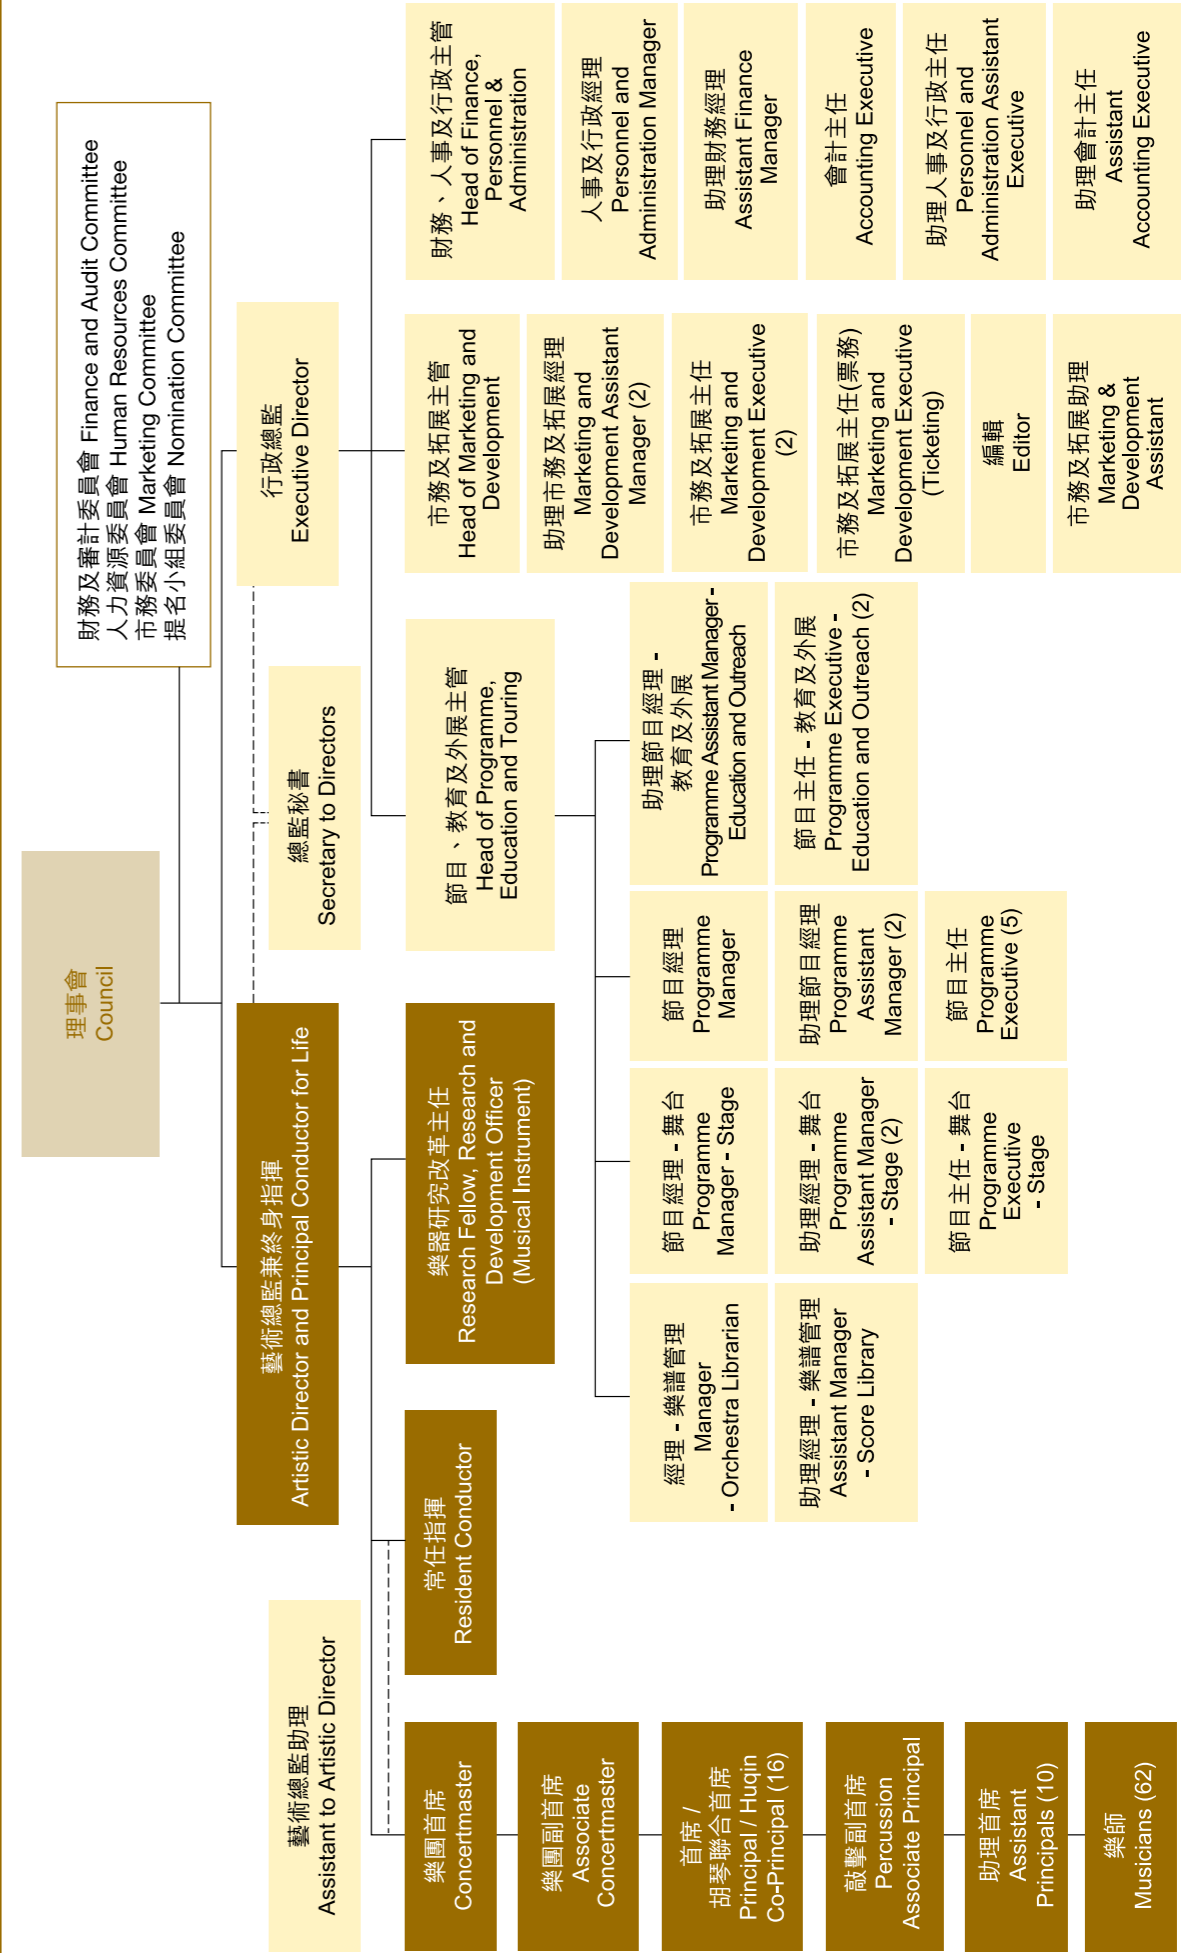 理事會
Council
財務及審計委員會 Finance and Audit Committee
人力資源委員會 Human Resources Committee
市務委員會 Marketing Committee
提名小組委員會 Nomination Committee
藝術總監兼終身指揮
Artistic Director and Principal Conductor for Life
行政總監
Executive Director
藝術總監助理
Assistant to Artistic Director
總監秘書
Secretary to Directors
樂團首席
Concertmaster
樂團副首席
Associate
Concertmaster
首席 /
胡琴聯合首席
Principal / Huqin
Co-Principal (16)
敲擊副首席
Percussion
Associate Principal
助理首席
Assistant
Principals (10)
樂師
Musicians (62)
常任指揮
Resident Conductor
樂器研究改革主任
Research Fellow, Research and
Development Officer
(Musical Instrument)
節目、教育及外展主管
Head of Programme,
Education and Touring
經理 - 樂譜管理
Manager
- Orchestra Librarian
助理經理 - 樂譜管理
Assistant Manager
- Score Library
節目經理 - 舞台
Programme
Manager - Stage
助理經理 - 舞台
Programme
Assistant Manager
- Stage (2)
節目主任 - 舞台
Programme
Executive
- Stage
節目經理
Programme
Manager
助理節目經理
Programme
Assistant
Manager (2)
節目主任
Programme
Executive (5)
助理節目經理 -
教育及外展
Programme Assistant Manager -
Education and Outreach
節目主任 - 教育及外展
Programme Executive -
Education and Outreach (2)
市務及拓展主管
Head of Marketing and
Development
助理市務及拓展經理
Marketing and
Development Assistant
Manager (2)
市務及拓展主任
Marketing and
Development Executive
(2)
市務及拓展主任(票務)
Marketing and
Development Executive
(Ticketing)
編輯
Editor
市務及拓展助理
Marketing &
Development
Assistant
財務、人事及行政主管
Head of Finance,
Personnel &
Administration
人事及行政經理
Personnel and
Administration Manager
助理財務經理
Assistant Finance
Manager
會計主任
Accounting Executive
助理人事及行政主任
Personnel and
Administration Assistant
Executive
助理會計主任
Assistant
Accounting Executive